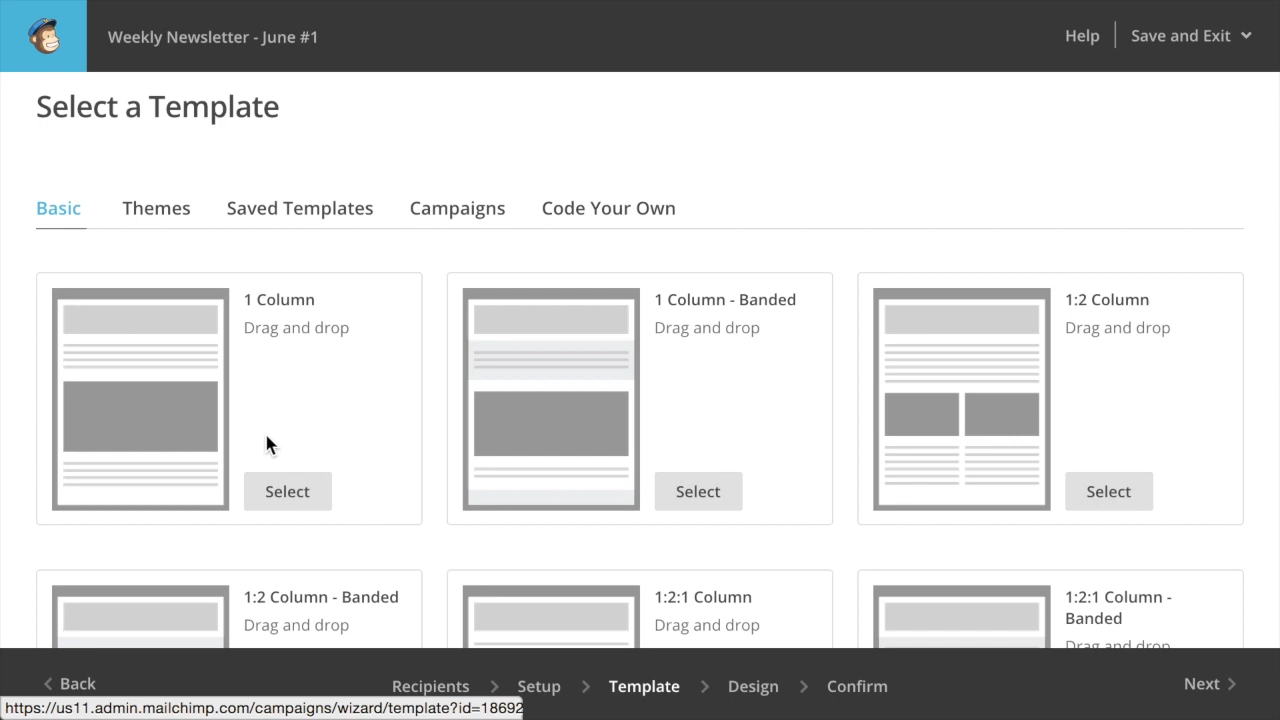 Weekly Newsletter - June #1
Help
Save and Exit
Select a Template
Basic
Themes
Saved Templates
Campaigns
Code Your Own
1 Column
Drag and drop
Select
1 Column - Banded
Drag and drop
Select
1:2 Column
Drag and drop
Select
1:2 Column - Banded
Drag and drop
1:2:1 Column
Drag and drop
1:2:1 Column -
Banded
Drag and drop
Back
Recipients
Setup
Template
Design
Confirm
Next
https://us11.admin.mailchimp.com/campaigns/wizard/template?id=18692